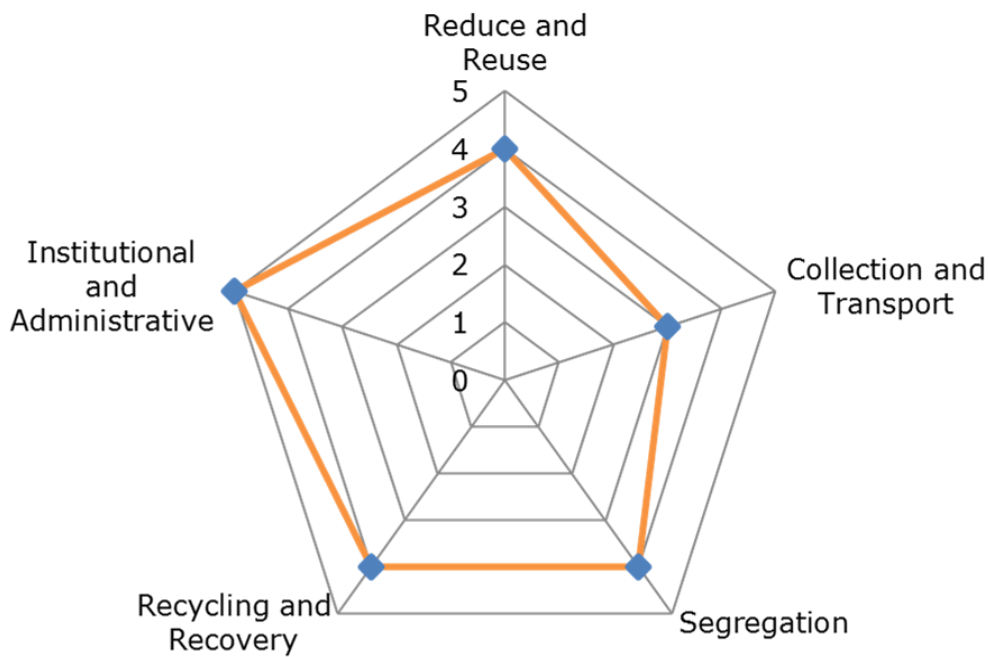 Reduce and
Reuse
5
4
3
2
1
0
Institutional
and
Administrative
Collection and
Transport
Recycling and
Recovery
Segregation